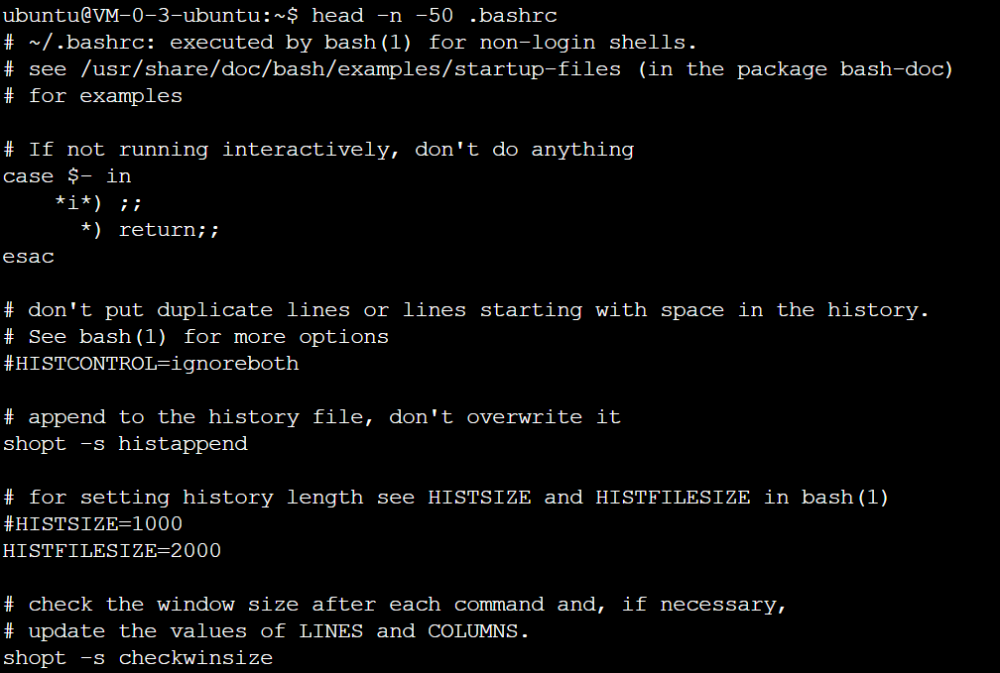 ubuntu@VM-0-3-ubuntu:~$ head -n -50 .bashrc
# ~/.bashrc: executed by bash(1) for non-login shells.
# see /usr/share/doc/bash/examples/startup-files (in the package bash-doc)
# for examples

# If not running interactively, don't do anything
case $- in
    *i*) ;;
      *) return;;
esac

# don't put duplicate lines or lines starting with space in the history.
# See bash(1) for more options
#HISTCONTROL=ignoreboth

# append to the history file, don't overwrite it
shopt -s histappend

# for setting history length see HISTSIZE and HISTFILESIZE in bash(1)
#HISTSIZE=1000
HISTFILESIZE=2000

# check the window size after each command and, if necessary,
# update the values of LINES and COLUMNS.
shopt -s checkwinsize